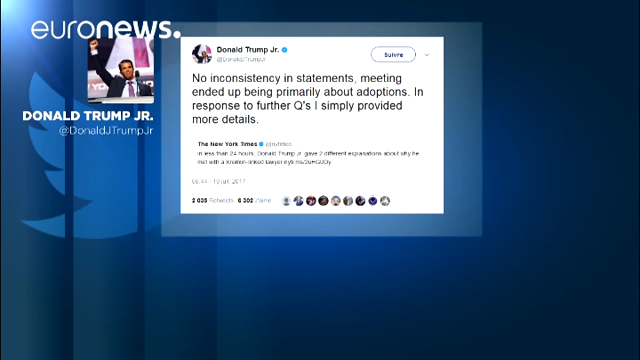 euronews.
DONALD TRUMP JR.
@DonaldJTrumpJr
Donald Trump Jr.
@DonaldJTrumpJr
Suivre
No inconsistency in statements, meeting
ended up being primarily about adoptions. In
response to further Q's I simply provided
more details.
The New York Times @nytimes
In less than 24 hours, Donald Trump Jr. gave 2 different explanations about why he
met with a Kremlin-linked lawyer
10 juil. 2017
2 035 Retweets 6 302 J'aime